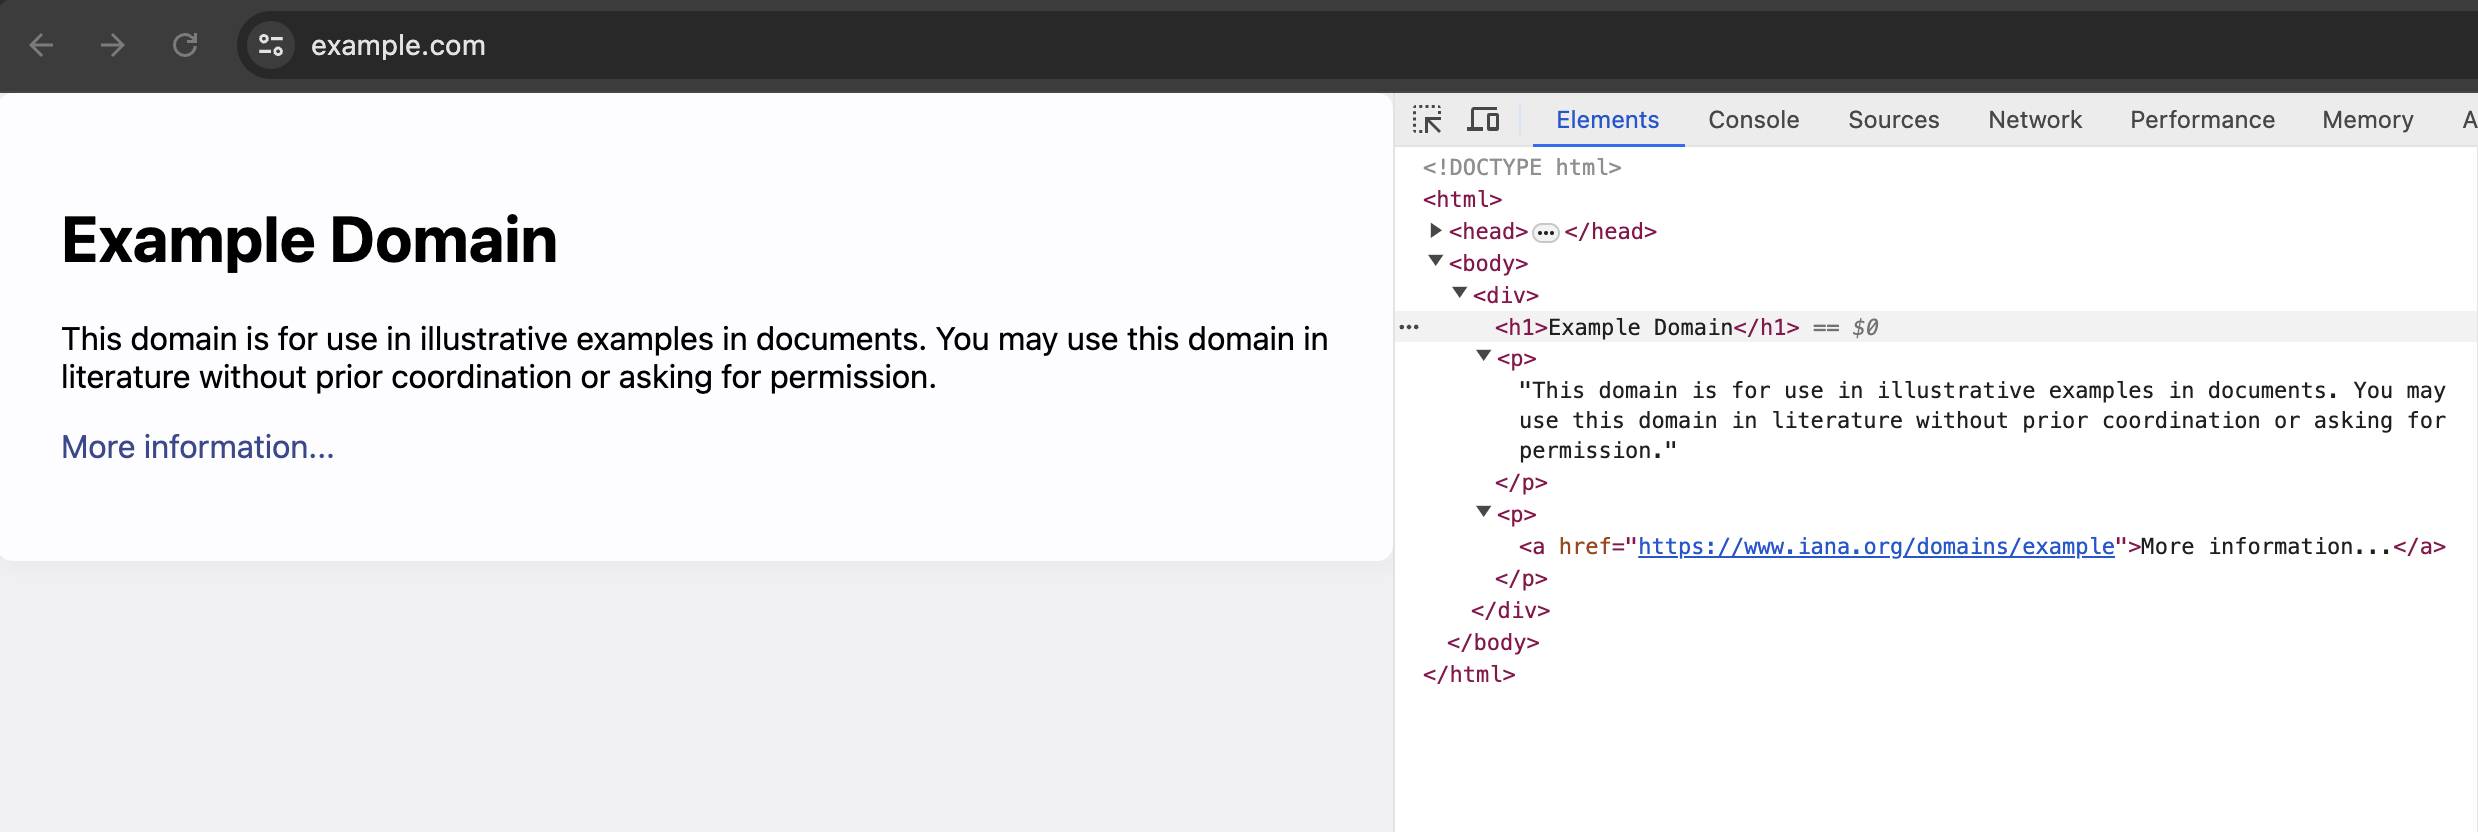 example.com
Example Domain
This domain is for use in illustrative examples in documents. You may use this domain in
literature without prior coordination or asking for permission.
More information...
Elements Console Sources Network Performance Memory A
<!DOCTYPE html>
<html>
<head>…</head>
<body>
<div>
<h1>Example Domain</h1> == $0
<p>
"This domain is for use in illustrative examples in documents. You may
use this domain in literature without prior coordination or asking for
permission."
</p>
<p>
<a href="https://www.iana.org/domains/example">More information...</a>
</p>
</div>
</body>
</html>